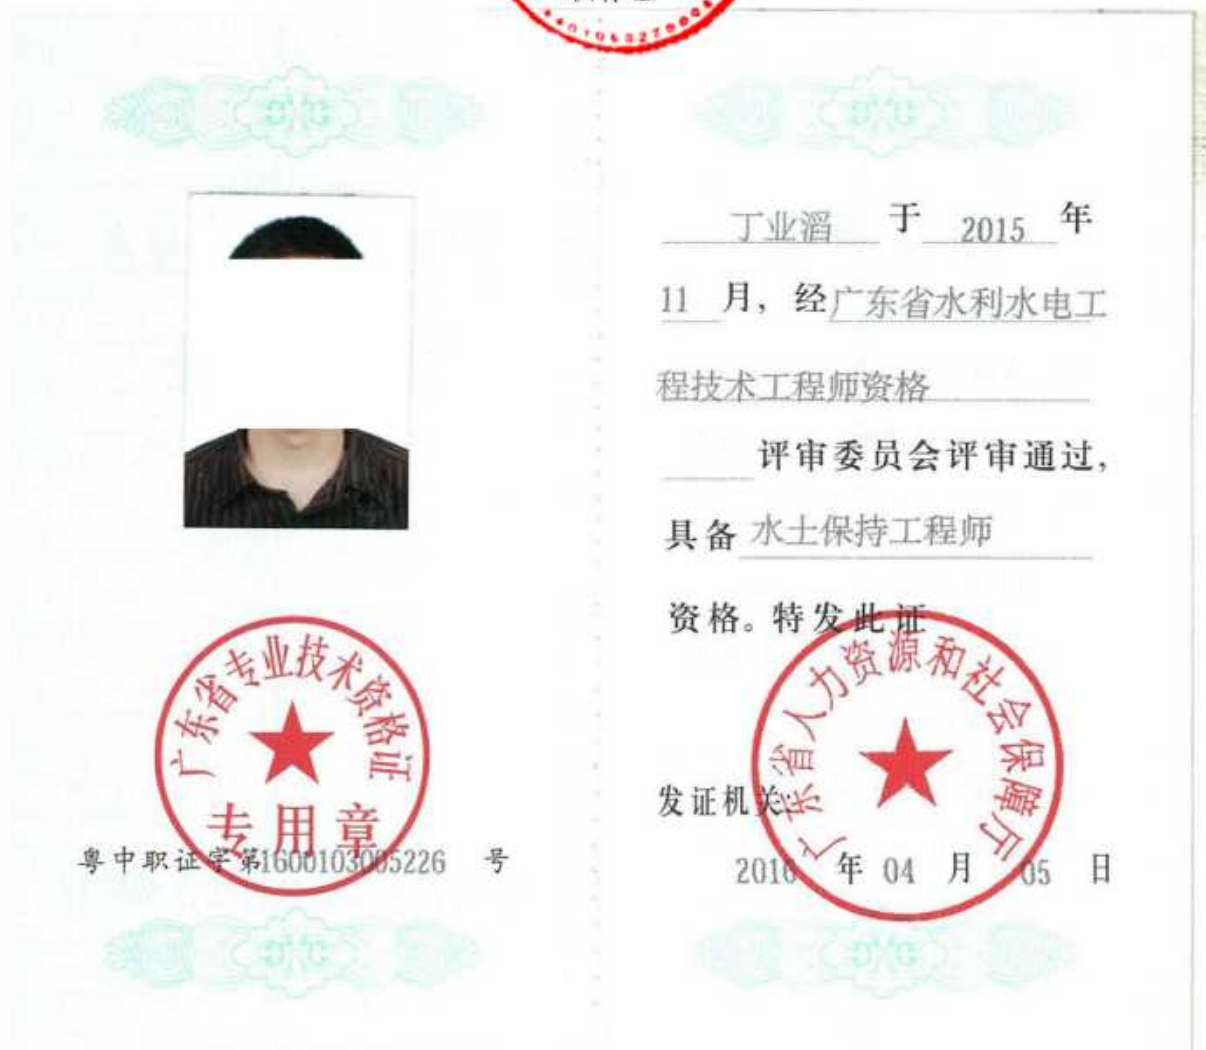 广东省专业技术资格证
专用章
粤中职证字第1600103005226 号
丁业滔 于 2015 年
11 月，经广东省水利水电工
程技术工程师资格
评审委员会评审通过，
具备 水土保持工程师
资格。特发此证
广东省人力资源和社会保障厅
发证机关：
2016 年 04 月 05 日